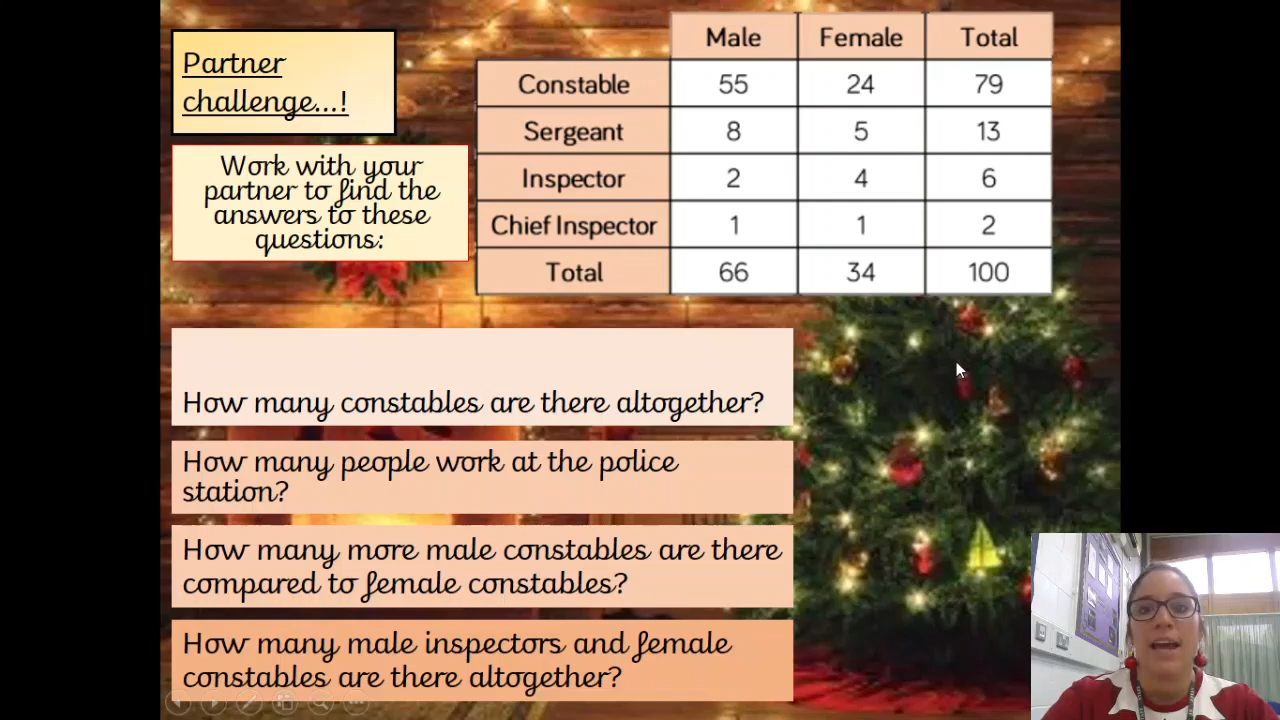 Partner
challenge...!
Work with your
partner to find the
answers to these
questions:
Male Female Total
Constable 55 24 79
Sergeant 8 5 13
Inspector 2 4 6
Chief Inspector 1 1 2
Total 66 34 100
How many constables are there altogether?
How many people work at the police
station?
How many more male constables are there
compared to female constables?
How many male inspectors and female
constables are there altogether?